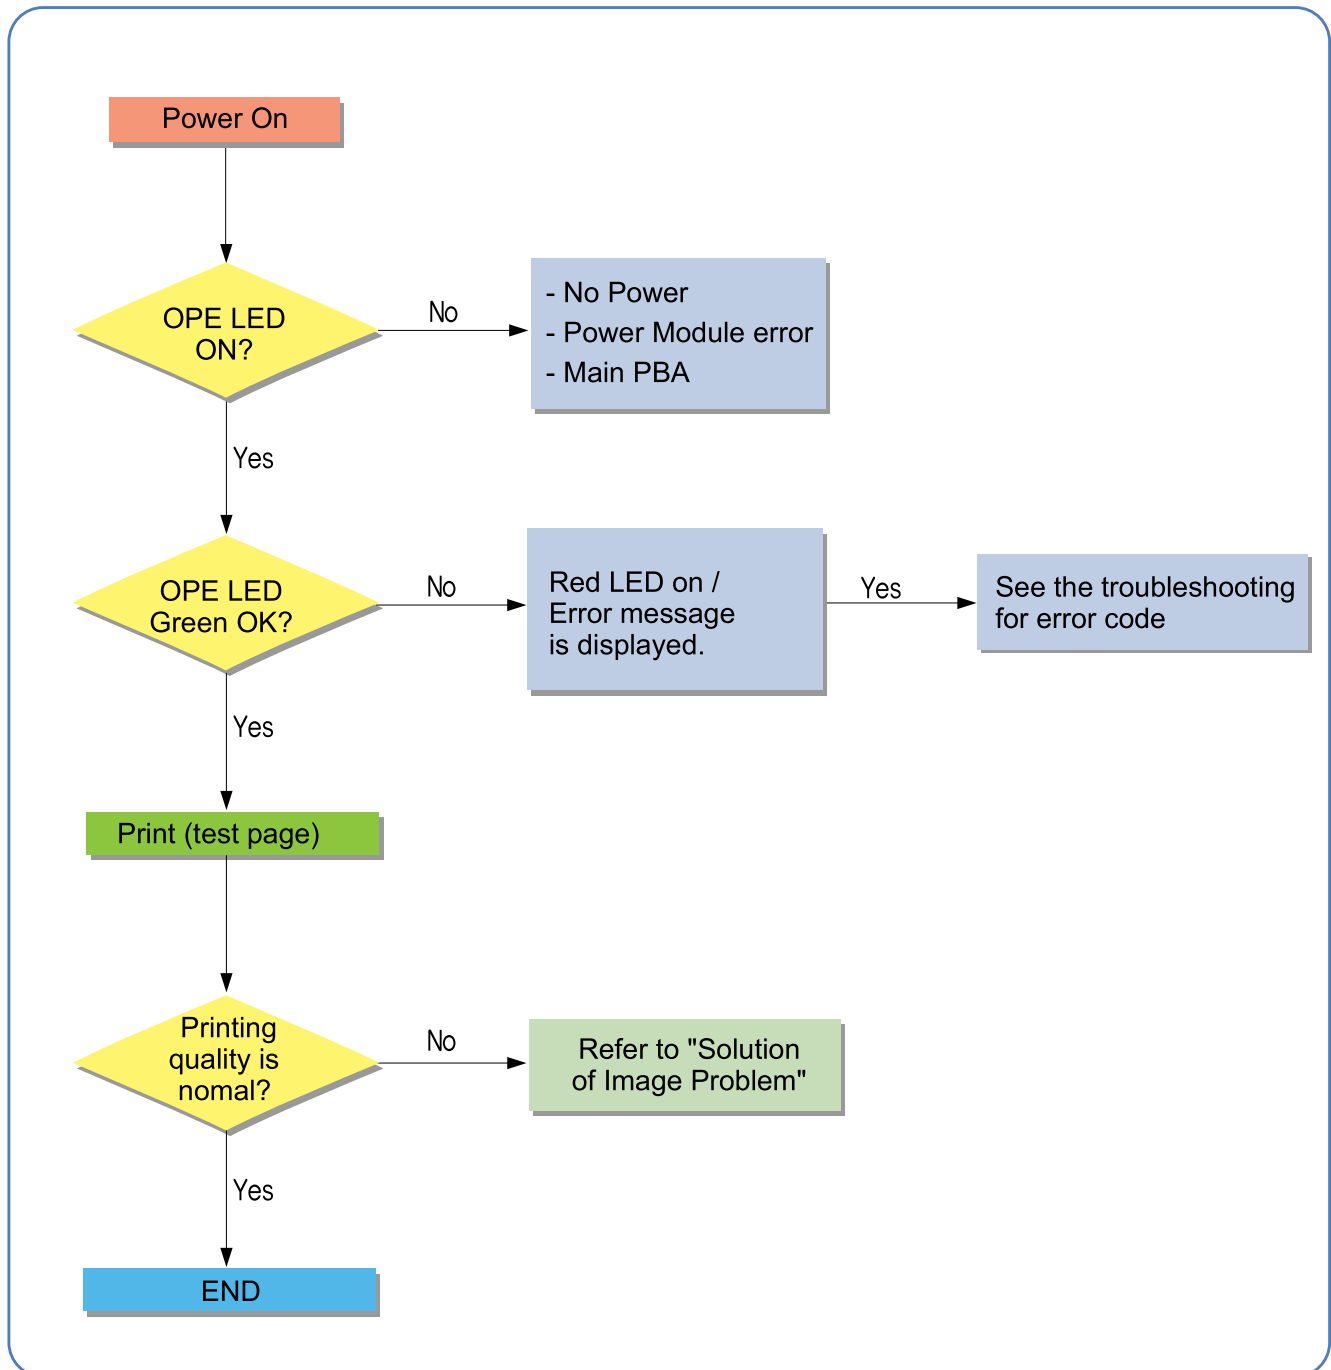 Power On
OPE LED
ON?
No
- No Power
- Power Module error
- Main PBA
Yes
OPE LED
Green OK?
No
Red LED on /
Error message
is displayed.
Yes
See the troubleshooting
for error code
Yes
Print (test page)
Printing
quality is
nomal?
No
Refer to "Solution
of Image Problem"
Yes
END